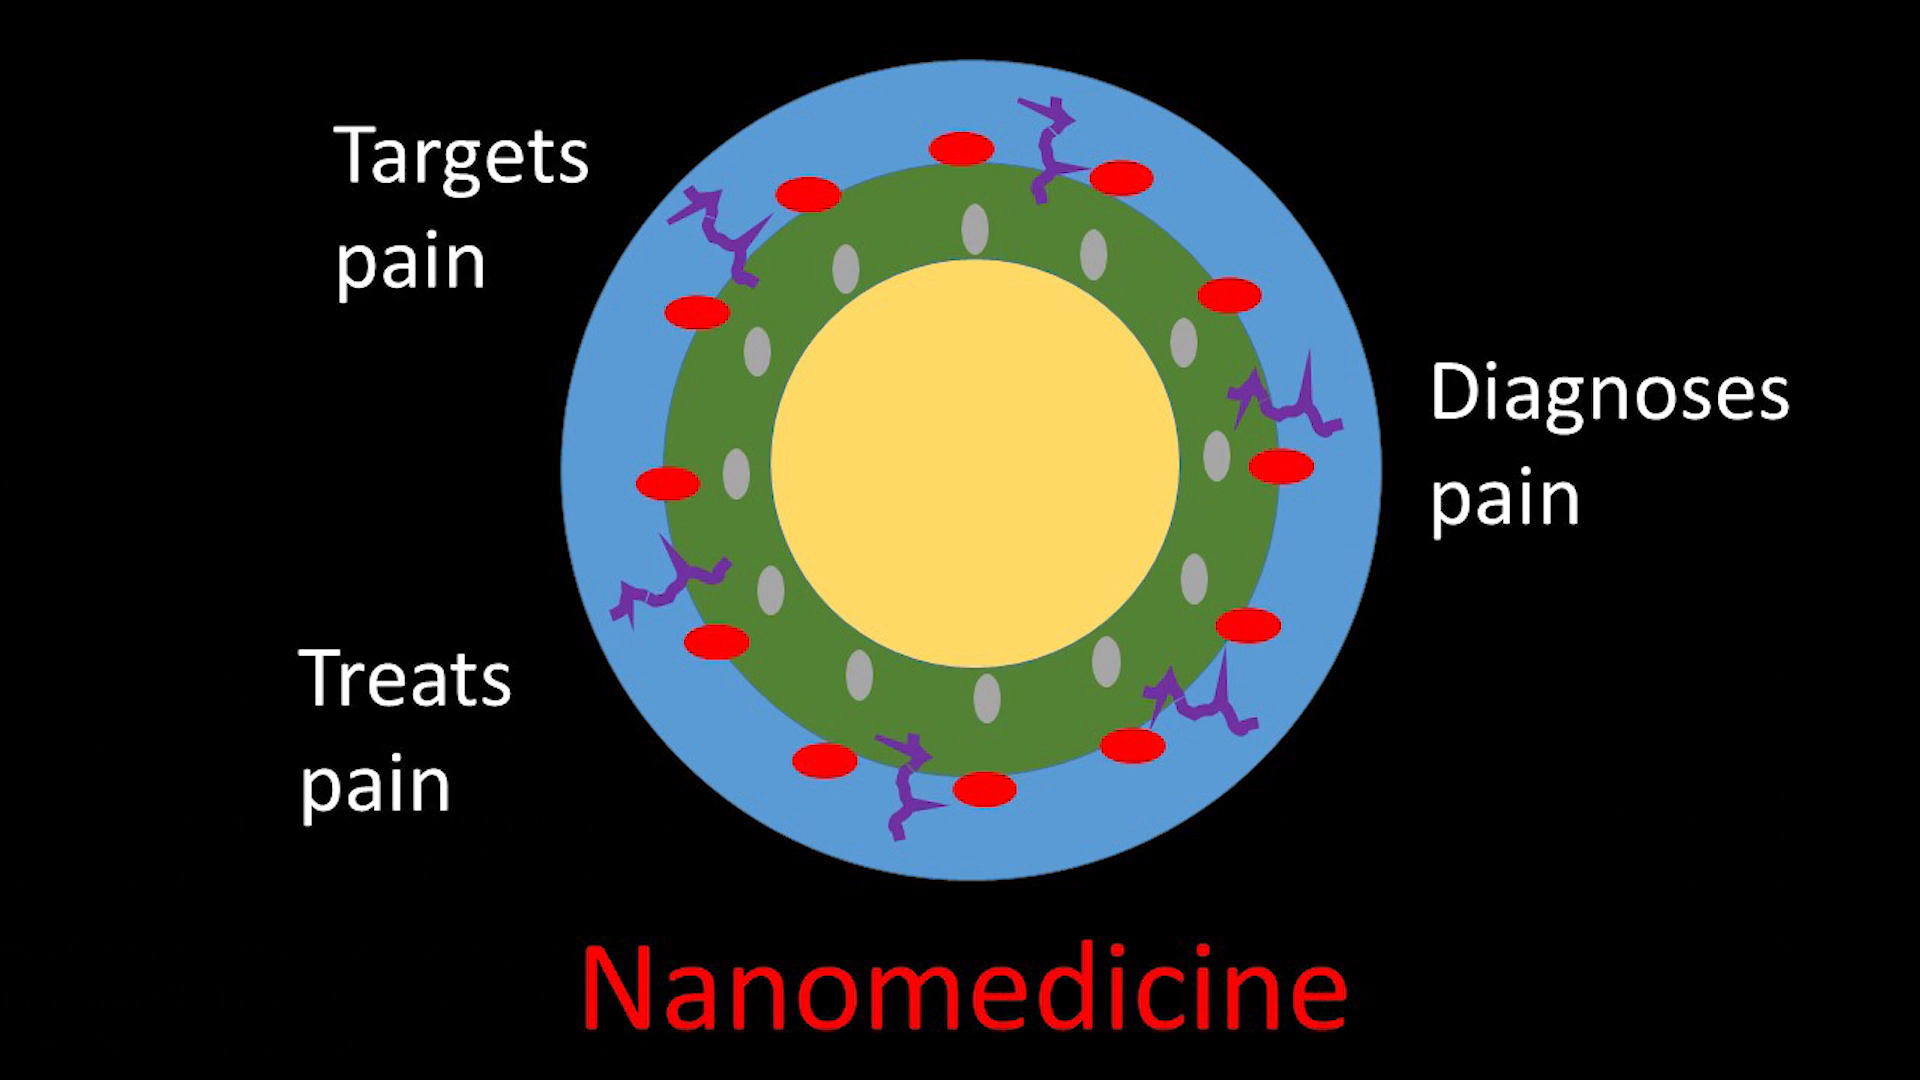 Targets
pain
Diagnoses
pain
Treats
pain
Nanomedicine